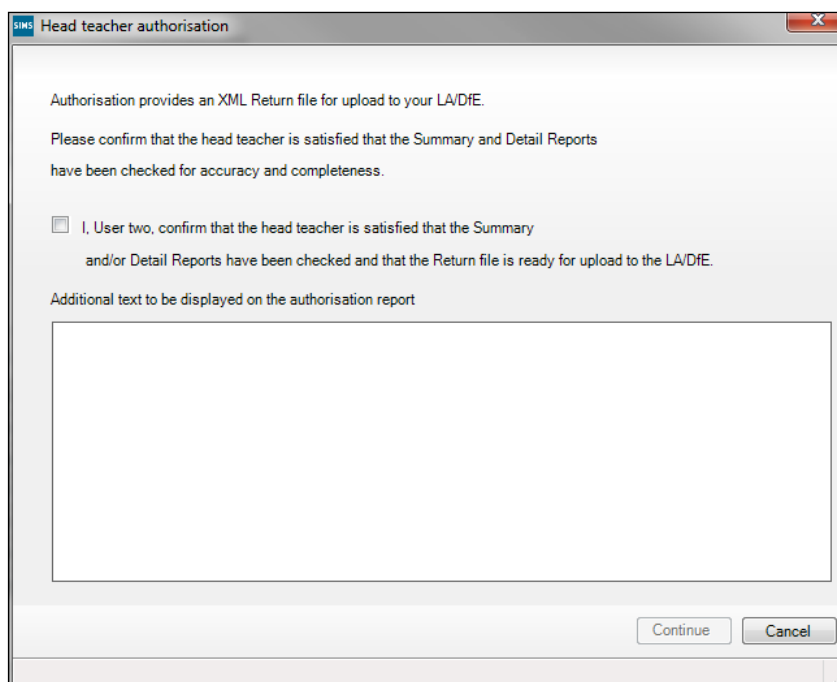 SIMS Head teacher authorisation X
Authorisation provides an XML Return file for upload to your LA/DfE.
Please confirm that the head teacher is satisfied that the Summary and Detail Reports
have been checked for accuracy and completeness.
I, User two, confirm that the head teacher is satisfied that the Summary
and/or Detail Reports have been checked and that the Return file is ready for upload to the LA/DfE.
Additional text to be displayed on the authorisation report
Continue Cancel